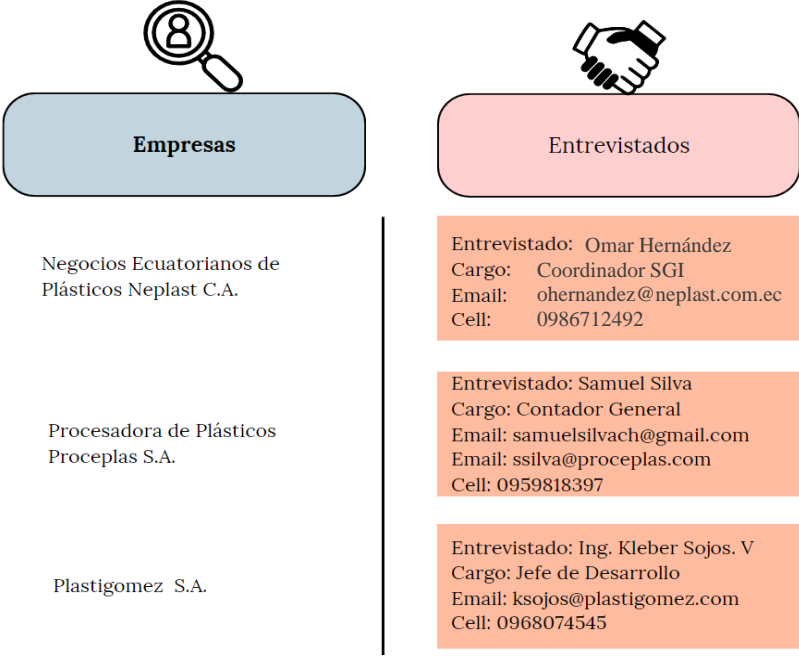 Empresas
Entrevistados
Negocios Ecuatorianos de
Plásticos Neplast C.A.
Entrevistado: Omar Hernández
Cargo: Coordinador SGI
Email: ohernandez@neplast.com.ec
Cell: 0986712492
Procesadora de Plásticos
Proceplas S.A.
Entrevistado: Samuel Silva
Cargo: Contador General
Email: samuelsilvach@gmail.com
Email: ssilva@proceplas.com
Cell: 0959818397
Plastigomez S.A.
Entrevistado: Ing. Kleber Sojos. V
Cargo: Jefe de Desarrollo
Email: ksojos@plastigomez.com
Cell: 0968074545